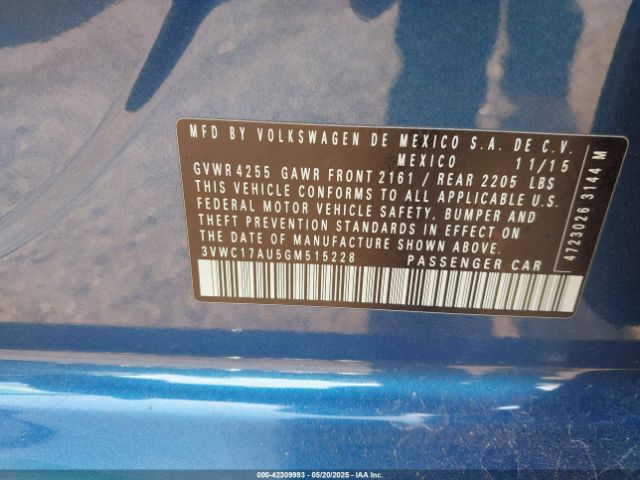 MFD BY VOLKSWAGEN DE MEXICO S.A. DE C.V.
MEXICO 11/15
GVWR 4255 GAWR FRONT 2161 / REAR 2205 LBS
THIS VEHICLE CONFORMS TO ALL APPLICABLE U.S.
FEDERAL MOTOR VEHICLE SAFETY, BUMPER AND
THEFT PREVENTION STANDARDS IN EFFECT ON
THE DATE OF MANUFACTURE SHOWN ABOVE.
3VWC17AU5GM515228 PASSENGER CAR
4723026 3144 M
000-42309993 - 05/20/2025 - IAAI, Inc.